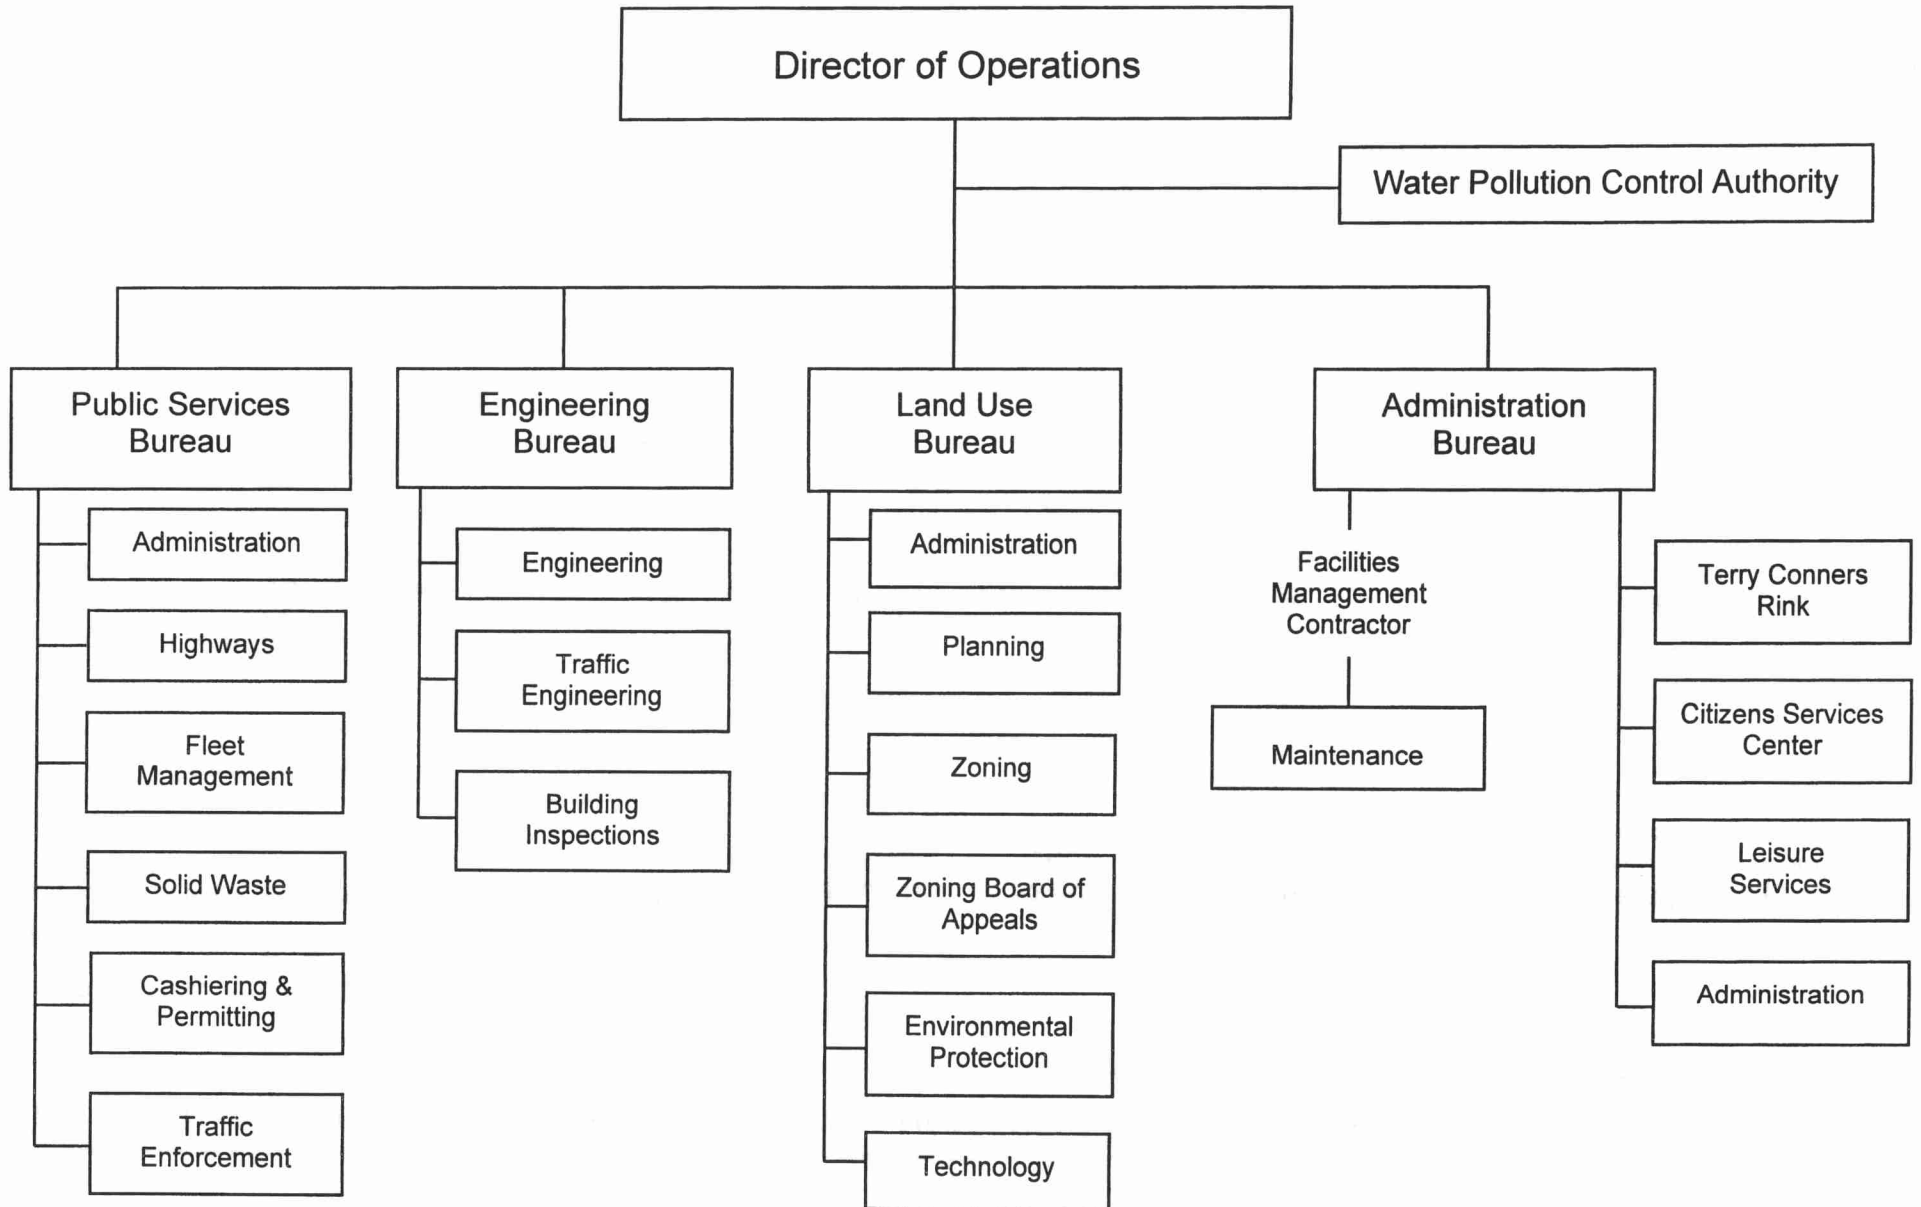 Director of Operations
Water Pollution Control Authority
Public Services
Bureau
Administration
Highways
Fleet
Management
Solid Waste
Cashiering &
Permitting
Traffic
Enforcement
Engineering
Bureau
Engineering
Traffic
Engineering
Building
Inspections
Land Use
Bureau
Administration
Planning
Zoning
Zoning Board of
Appeals
Environmental
Protection
Technology
Administration
Bureau
Facilities
Management
Contractor
Maintenance
Terry Conners
Rink
Citizens Services
Center
Leisure
Services
Administration